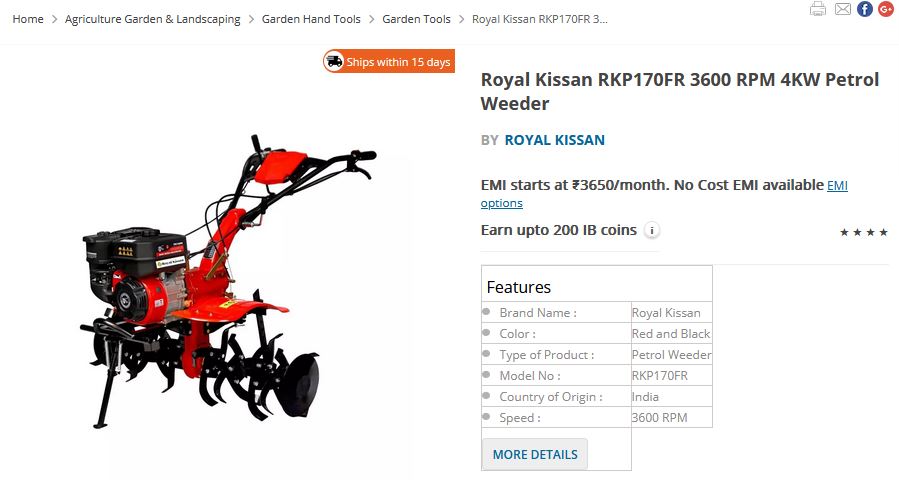 Home > Agriculture Garden & Landscaping > Garden Hand Tools > Garden Tools > Royal Kissan RKP170FR 3...
Ships within 15 days
Royal Kissan RKP170FR 3600 RPM 4KW Petrol
Weeder
BY ROYAL KISSAN
EMI starts at ₹3650/month. No Cost EMI available EMI
options
Earn upto 200 IB coins i
★ ★ ★ ★
Features
Brand Name : Royal Kissan
Color : Red and Black
Type of Product : Petrol Weeder
Model No : RKP170FR
Country of Origin : India
Speed : 3600 RPM
MORE DETAILS